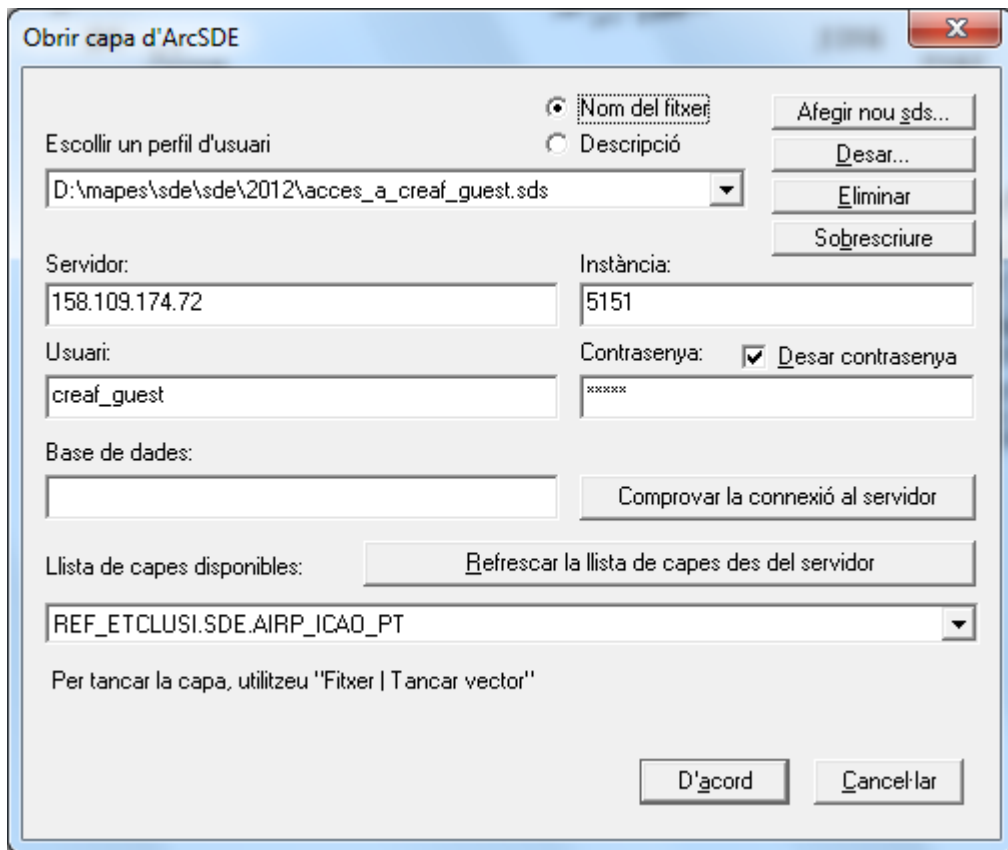 Obrir capa d'ArcSDE
Nom del fitxer
Afegir nou sds...
Escollir un perfil d'usuari
Descripció
Desar...
D:\mapes\sde\sde\2012\acces_a_creaf_guest.sds
Eliminar
Sobrescriure
Servidor:
Instància:
158.109.174.72
5151
Usuari:
Contrasenya:
Desar contrasenya
creaf_guest
*****
Base de dades:
Comprovar la connexió al servidor
Llista de capes disponibles:
Refrescar la llista de capes des del servidor
REF_ETCLUSI.SDE.AIRP_ICAO_PT
Per tancar la capa, utilitzeu "Fitxer | Tancar vector"
D'acord
Cancel·lar